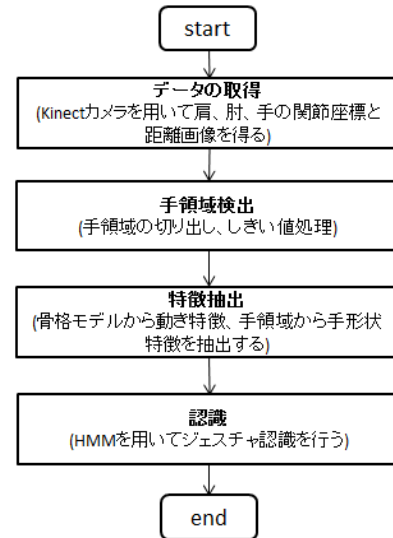 start
データの取得
(Kinectカメラを用いて肩、肘、手の関節座標と
距離画像を得る)
手領域検出
(手領域の切り出し、しきい値処理)
特徴抽出
(骨格モデルから動き特徴、手領域から手形状
特徴を抽出する)
認識
(HMMを用いてジェスチャ認識を行う)
end